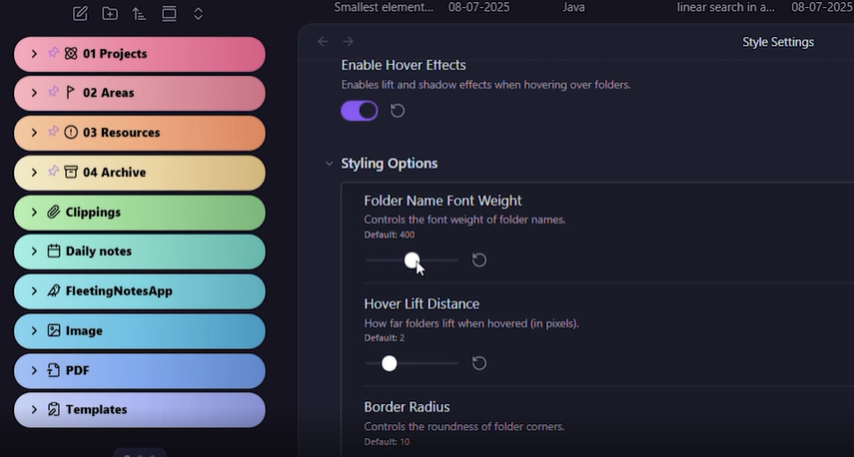 Smallest element... 08-07-2025 Java linear search in a... 08-07-2025
Style Settings
01 Projects
02 Areas
03 Resources
04 Archive
Clippings
Daily notes
FleetingNotesApp
Image
PDF
Templates
Enable Hover Effects
Enables lift and shadow effects when hovering over folders.
Styling Options
Folder Name Font Weight
Controls the font weight of folder names.
Default: 400
Hover Lift Distance
How far folders lift when hovered (in pixels).
Default: 2
Border Radius
Controls the roundness of folder corners.
Default: 10